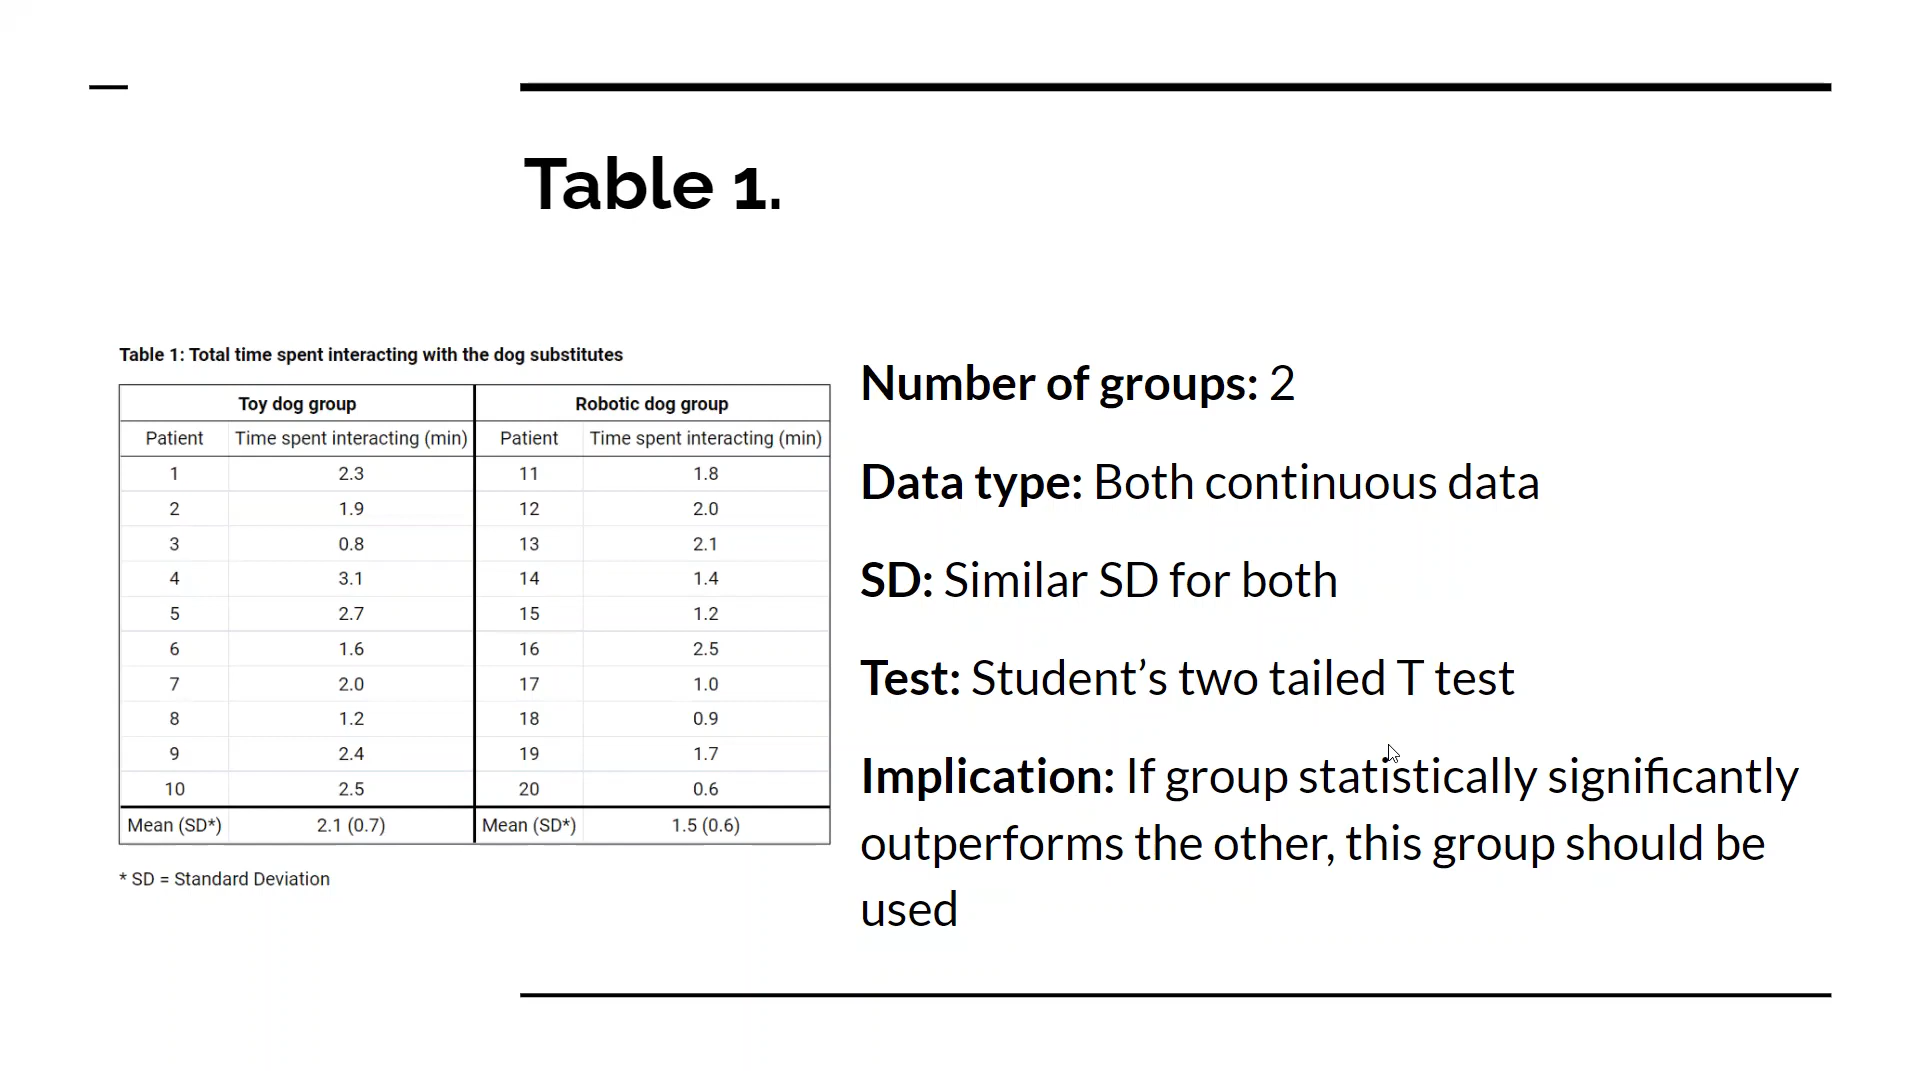 Table 1.
Table 1: Total time spent interacting with the dog substitutes
Toy dog group Robotic dog group
Patient Time spent interacting (min) Patient Time spent interacting (min)
1 2.3 11 1.8
2 1.9 12 2.0
3 0.8 13 2.1
4 3.1 14 1.4
5 2.7 15 1.2
6 1.6 16 2.5
7 2.0 17 1.0
8 1.2 18 0.9
9 2.4 19 1.7
10 2.5 20 0.6
Mean (SD*) 2.1 (0.7) Mean (SD*) 1.5 (0.6)
* SD = Standard Deviation
Number of groups: 2
Data type: Both continuous data
SD: Similar SD for both
Test: Student’s two tailed T test
Implication: If group statistically significantly
outperforms the other, this group should be
used